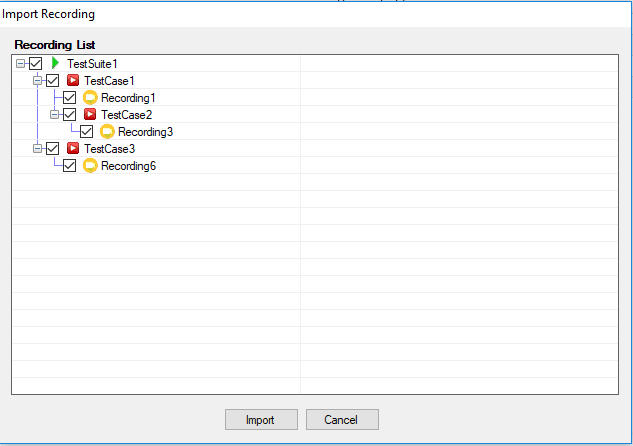 Import Recording
Recording List
TestSuite1
TestCase1
Recording1
TestCase2
Recording3
TestCase3
Recording6
Import
Cancel